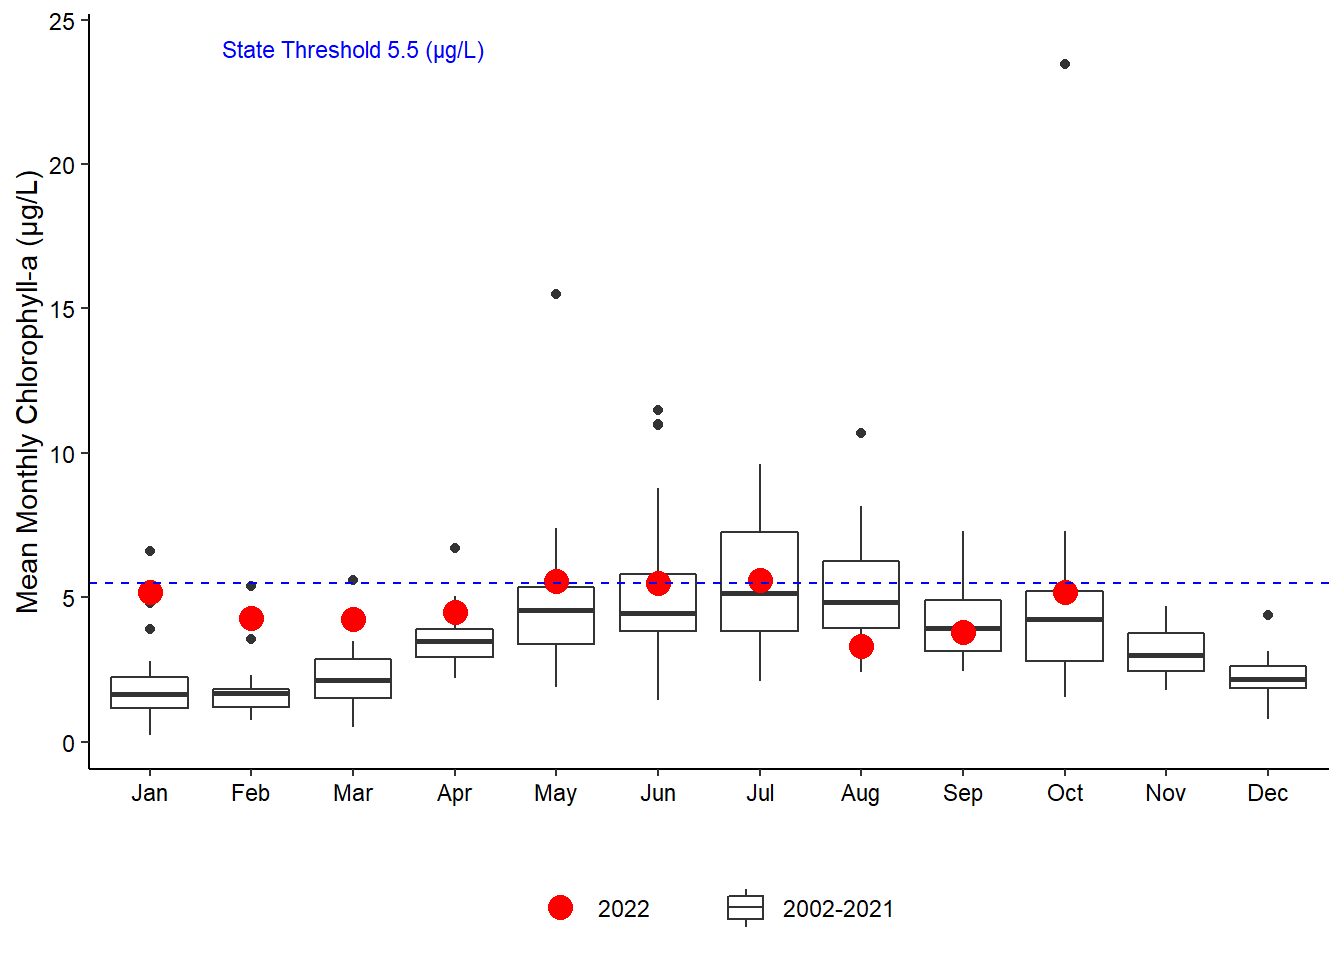 State Threshold 5.5 (µg/L)
Mean Monthly Chlorophyll-a (µg/L)
25
20
15
10
5
0
Jan Feb Mar Apr May Jun Jul Aug Sep Oct Nov Dec
2022 2002-2021